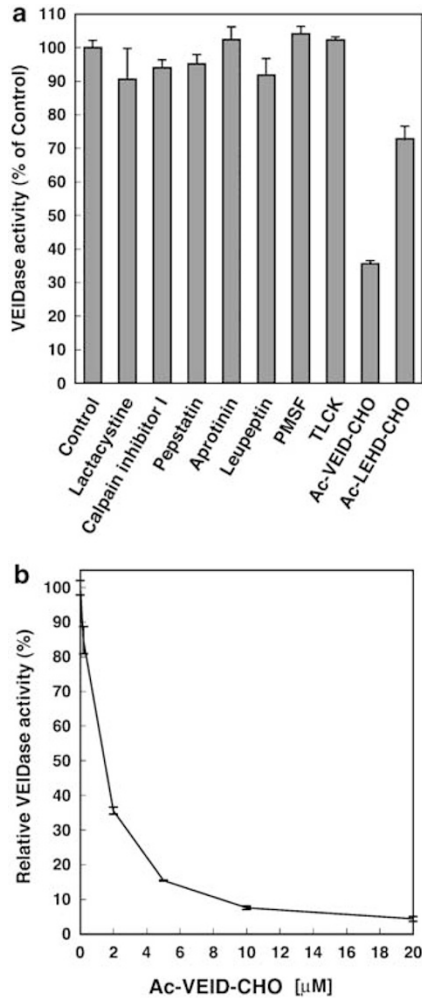 a
VEIDase activity (% of Control)
110
100
90
80
70
60
50
40
30
20
10
0
Control
Lactacystine
Calpain inhibitor I
Pepstatin
Aprotinin
Leupeptin
PMSF
TLCK
Ac-VEID-CHO
Ac-LEHD-CHO
b
Relative VEIDase activity (%)
100
90
80
70
60
50
40
30
20
10
0
0 2 4 6 8 10 12 14 16 18 20
Ac-VEID-CHO [µM]